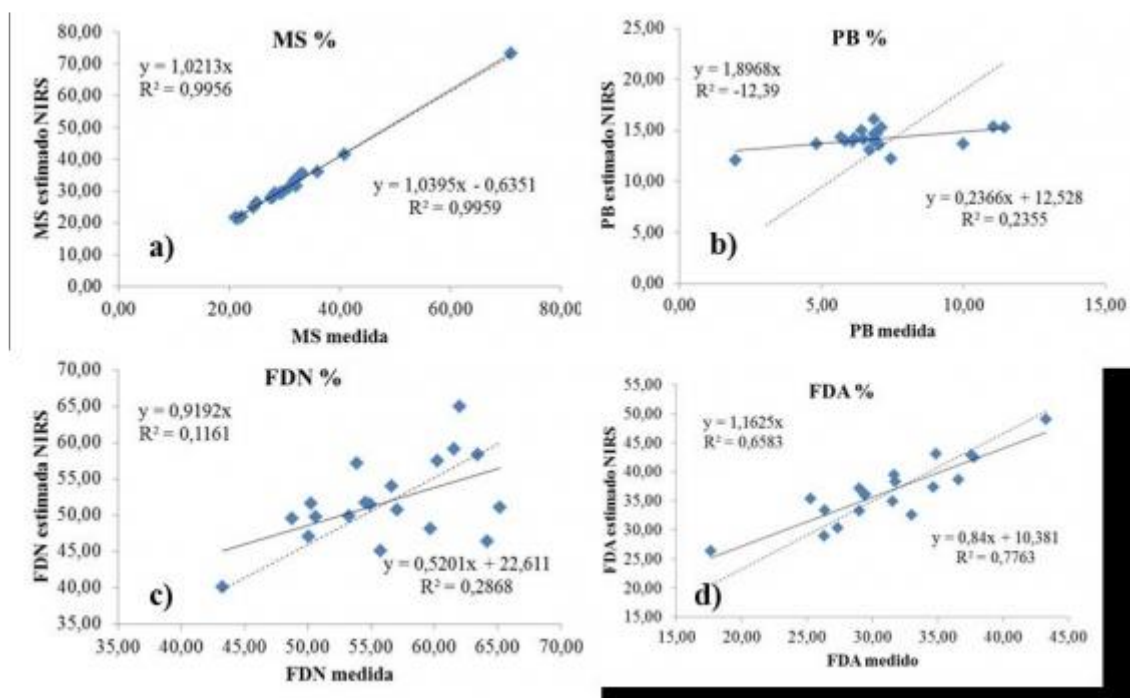 MS %
y = 1,0213x
R² = 0,9956
y = 1,0395x - 0,6351
R² = 0,9959
a)
MS estimado NIRS
80,00
70,00
60,00
50,00
40,00
30,00
20,00
10,00
0,00
0,00 20,00 40,00 60,00 80,00
MS medida
PB %
y = 1,8968x
R² = -12,39
y = 0,2366x + 12,528
R² = 0,2355
b)
PB estimado NIRS
25,00
20,00
15,00
10,00
5,00
0,00
0,00 5,00 10,00 15,00
PB medida
FDN %
y = 0,9192x
R² = 0,1161
y = 0,5201x + 22,611
R² = 0,2868
c)
FDN estimada NIRS
70,00
65,00
60,00
55,00
50,00
45,00
40,00
35,00
35,00 40,00 45,00 50,00 55,00 60,00 65,00 70,00
FDN medida
FDA %
y = 1,1625x
R² = 0,6583
y = 0,84x + 10,381
R² = 0,7763
d)
FDA estimada NIRS
55,00
50,00
45,00
40,00
35,00
30,00
25,00
20,00
15,00
15,00 20,00 25,00 30,00 35,00 40,00 45,00
FDA medido